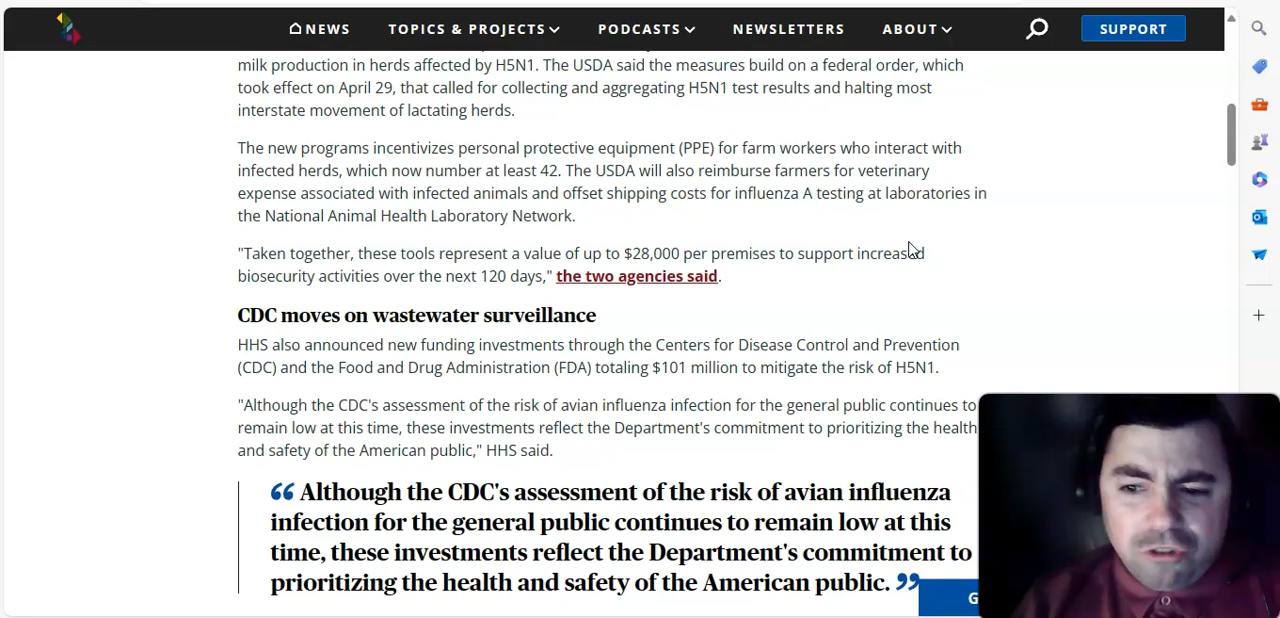 NEWS TOPICS & PROJECTS PODCASTS NEWSLETTERS ABOUT SUPPORT
milk production in herds affected by H5N1. The USDA said the measures build on a federal order, which
took effect on April 29, that called for collecting and aggregating H5N1 test results and halting most
interstate movement of lactating herds.
The new programs incentivizes personal protective equipment (PPE) for farm workers who interact with
infected herds, which now number at least 42. The USDA will also reimburse farmers for veterinary
expense associated with infected animals and offset shipping costs for influenza A testing at laboratories in
the National Animal Health Laboratory Network.
"Taken together, these tools represent a value of up to $28,000 per premises to support increased
biosecurity activities over the next 120 days," the two agencies said.
CDC moves on wastewater surveillance
HHS also announced new funding investments through the Centers for Disease Control and Prevention
(CDC) and the Food and Drug Administration (FDA) totaling $101 million to mitigate the risk of H5N1.
"Although the CDC's assessment of the risk of avian influenza infection for the general public continues to
remain low at this time, these investments reflect the Department's commitment to prioritizing the health
and safety of the American public," HHS said.
“ Although the CDC's assessment of the risk of avian influenza
infection for the general public continues to remain low at this
time, these investments reflect the Department's commitment to
prioritizing the health and safety of the American public. ”